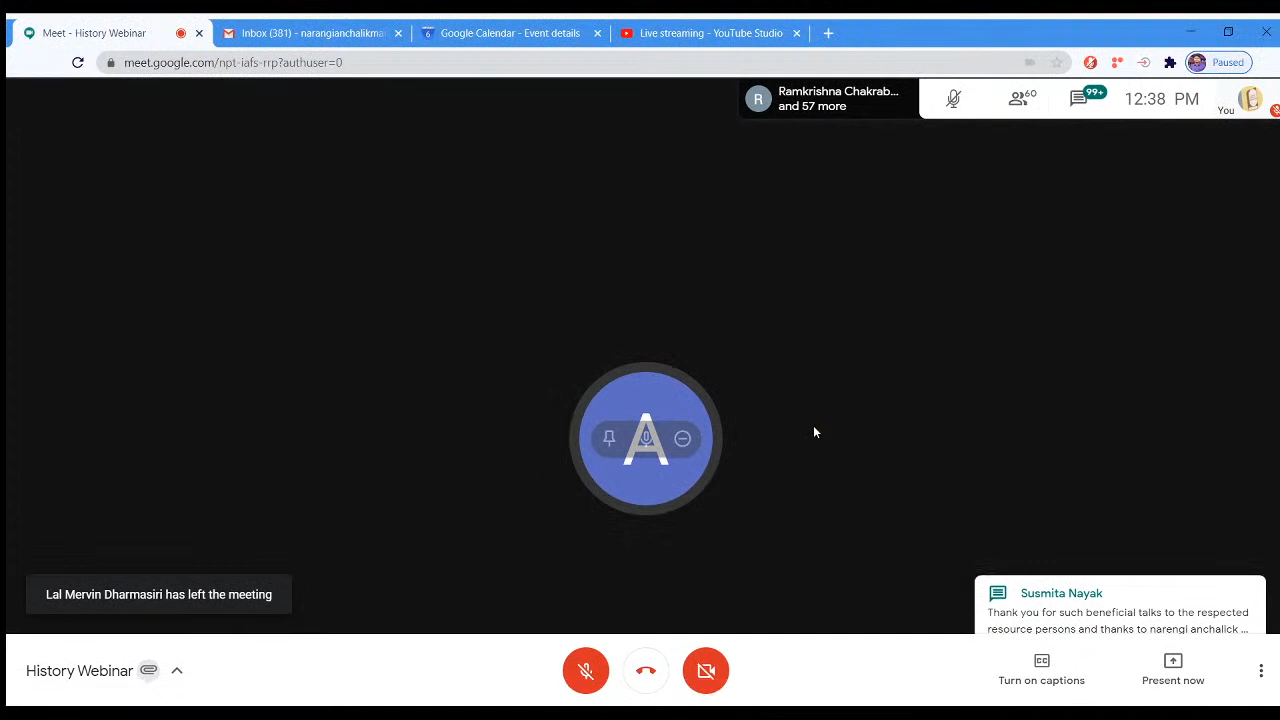 Meet - History Webinar
Inbox (381) - narangianchalikma
Google Calendar - Event details
Live streaming - YouTube Studio
meet.google.com/npt-iafs-rrp?authuser=0
Paused
R
Ramkrishna Chakrab...
and 57 more
60
99+
12:38 PM
You
A
Lal Mervin Dharmasiri has left the meeting
Susmita Nayak
Thank you for such beneficial talks to the respected
resource persons and thanks to narengi anchalick ...
History Webinar
CC
Turn on captions
Present now